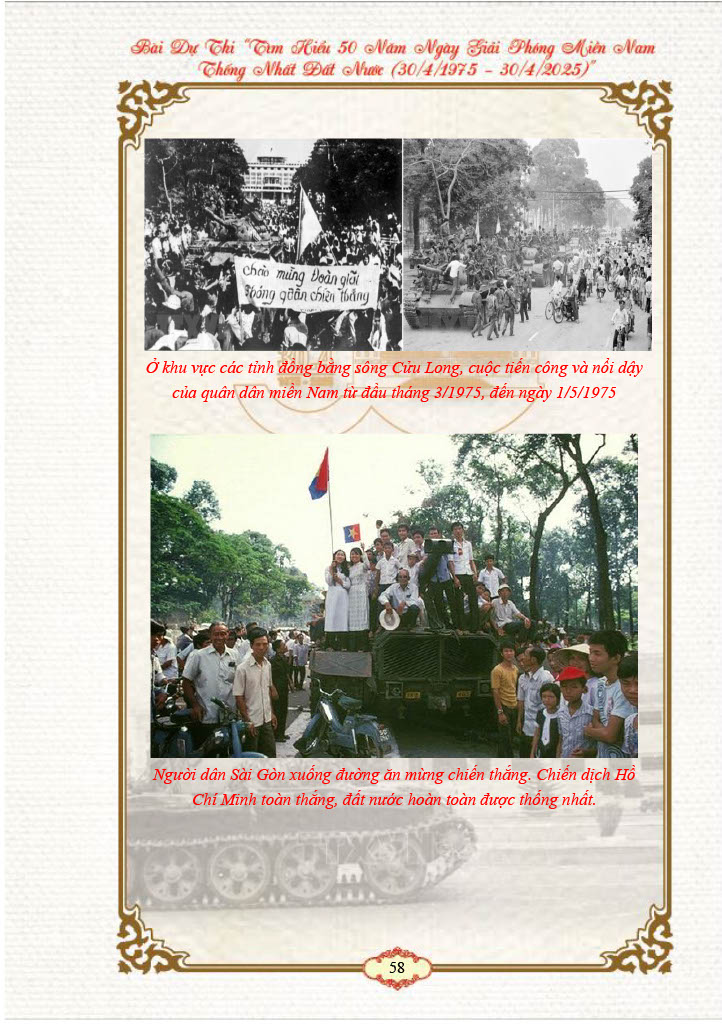 Bài Dự Thi “Tìm Hiểu 50 Năm Ngày Giải Phóng Miền Nam
Thống Nhất Đất Nước (30/4/1975 – 30/4/2025)”
Chào mừng Đoàn giải
phóng quân chiến thắng
Ở khu vực các tỉnh đồng bằng sông Cửu Long, cuộc tiến công và nổi dậy
của quân dân miền Nam từ đầu tháng 3/1975, đến ngày 1/5/1975
Người dân Sài Gòn xuống đường ăn mừng chiến thắng. Chiến dịch Hồ
Chí Minh toàn thắng, đất nước hoàn toàn được thống nhất.
58